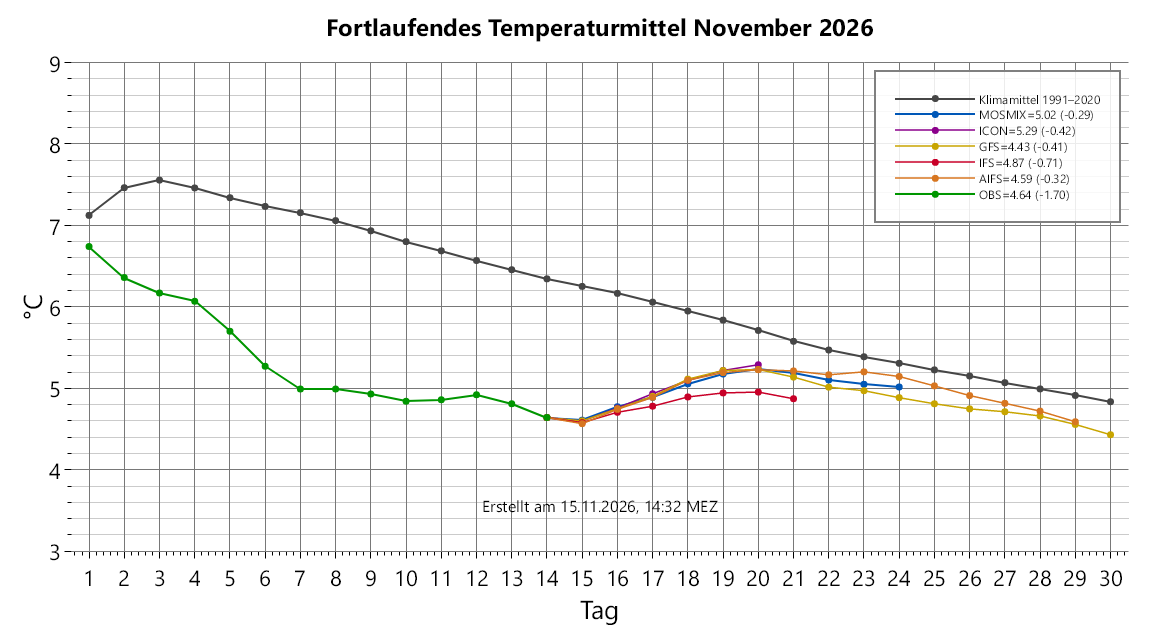 Fortlaufendes Temperaturmittel November 2026
9
8
7
6
5
4
3
°C
Klimamittel 1991–2020
MOSMIX=5.02 (-0.29)
ICON=5.29 (-0.42)
GFS=4.43 (-0.41)
IFS=4.87 (-0.71)
AIFS=4.59 (-0.32)
OBS=4.64 (-1.70)
Erstellt am 15.11.2026, 14:32 MEZ
1 2 3 4 5 6 7 8 9 10 11 12 13 14 15 16 17 18 19 20 21 22 23 24 25 26 27 28 29 30
Tag